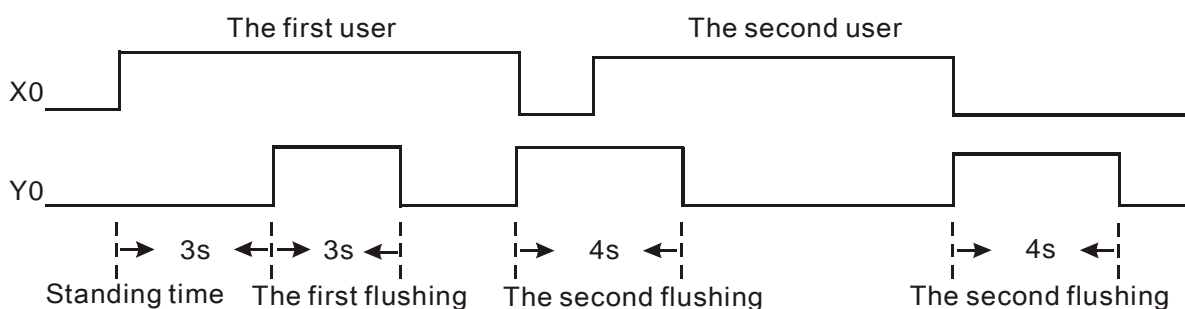 The first user The second user
X0
Y0
3s 3s 4s 4s
Standing time The first flushing The second flushing The second flushing